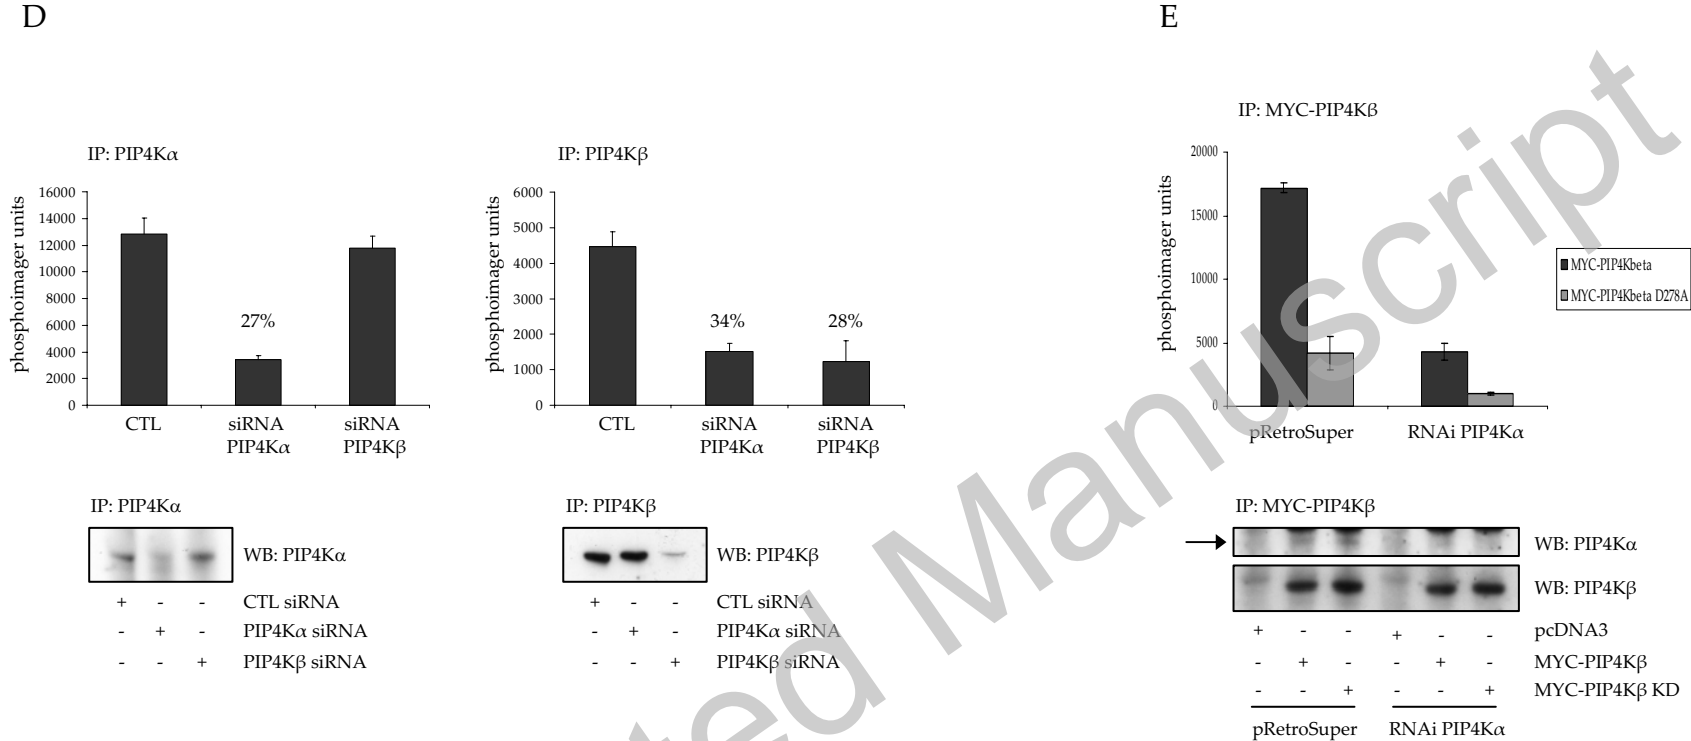 D
E
IP: PIP4Kα
IP: PIP4Kβ
IP: MYC-PIP4Kβ
phosphoimager units
16000
14000
12000
10000
8000
6000
4000
2000
0
27%
CTL
siRNA
PIP4Kα
siRNA
PIP4Kβ
phosphoimager units
6000
5000
4000
3000
2000
1000
0
34%
28%
CTL
siRNA
PIP4Kα
siRNA
PIP4Kβ
phosphoimager units
20000
15000
10000
5000
0
MYC-PIP4Kbeta
MYC-PIP4Kbeta D278A
pRetroSuper
RNAi PIP4Kα
IP: PIP4Kα
WB: PIP4Kα
+ - - CTL siRNA
- + - PIP4Kα siRNA
- - + PIP4Kβ siRNA
IP: PIP4Kβ
WB: PIP4Kβ
+ - - CTL siRNA
- + - PIP4Kα siRNA
- - + PIP4Kβ siRNA
IP: MYC-PIP4Kβ
WB: PIP4Kα
WB: PIP4Kβ
+ - - + - - pcDNA3
- + - - + - MYC-PIP4Kβ
- - + - - + MYC-PIP4Kβ KD
pRetroSuper
RNAi PIP4Kα
ted Manuscript